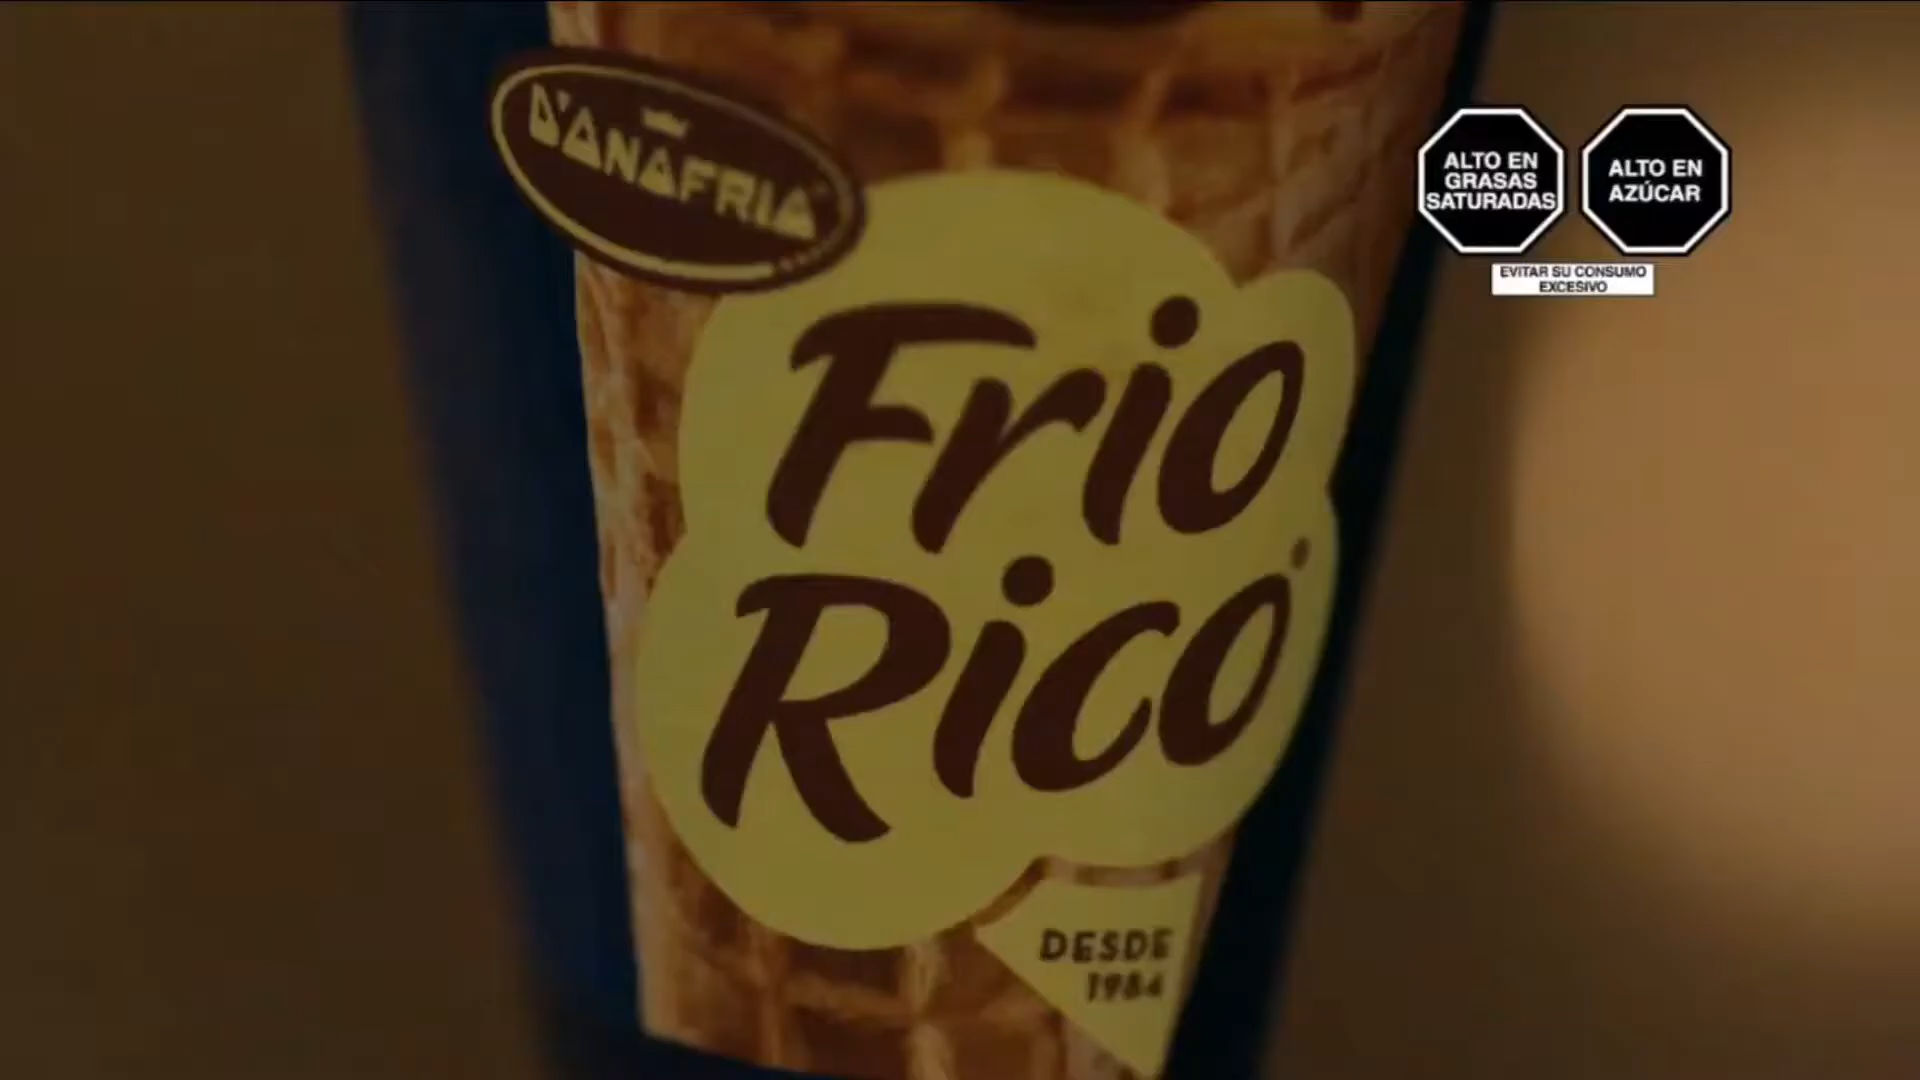 D'ANAFRIA
Frio
Rico
DESDE
1984
ALTO EN
GRASAS
SATURADAS
ALTO EN
AZÚCAR
EVITAR SU CONSUMO
EXCESIVO